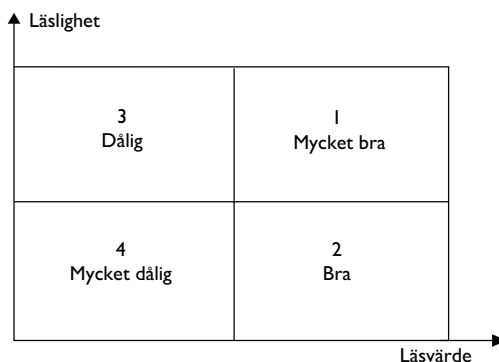 Läslighet
3
Dålig
1
Mycket bra
4
Mycket dålig
2
Bra
Läsvärde